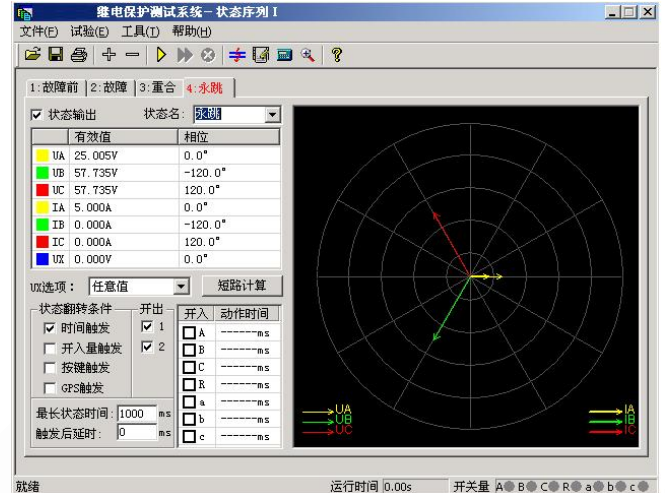 继电保护测试系统－状态序列 I
文件(F) 试验(E) 工具(T) 帮助(H)
1:故障前 2:故障 3:重合 4:永跳
状态输出 状态名: 永跳
有效值 相位
UA 25.005V 0.0°
UB 57.735V -120.0°
UC 57.735V 120.0°
IA 5.000A 0.0°
IB 0.000A -120.0°
IC 0.000A 120.0°
UX 0.000V 0.0°
UX选项: 任意值 短路计算
状态翻转条件 开出 开入 动作时间
时间触发 1 A ------ms
开入量触发 2 B ------ms
按键触发 C ------ms
GPS触发 R ------ms
a ------ms
最长状态时间: 1000 ms b ------ms
触发后延时: 0 ms c ------ms
UA IA
UB IB
UC IC
就绪 运行时间 0.00s 开关量 A B C R a b c